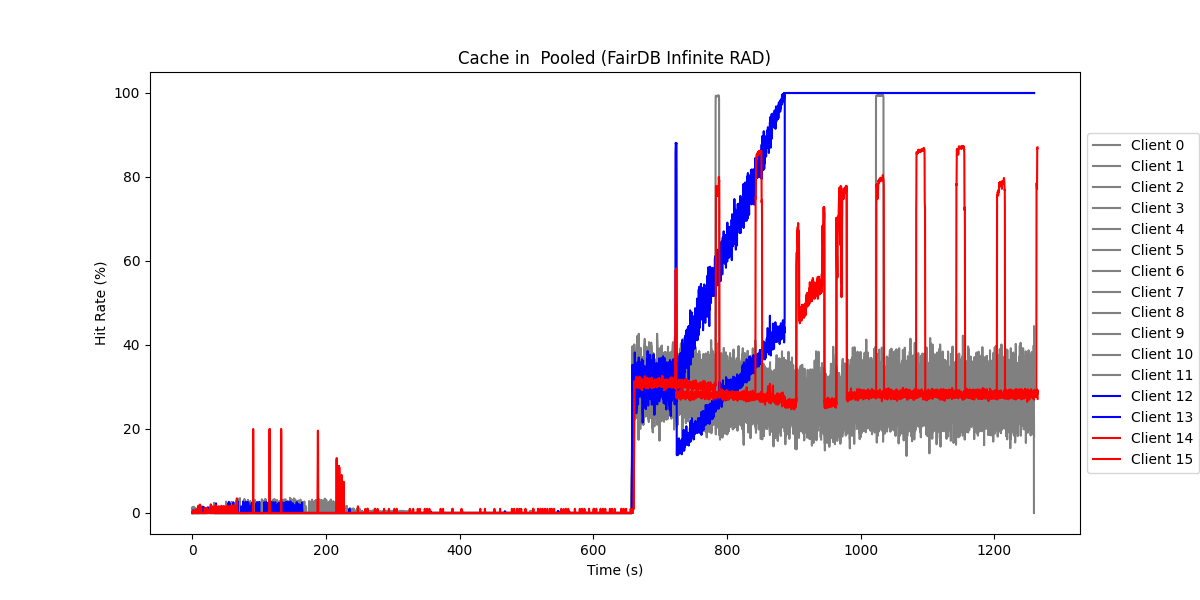 Cache in  Pooled (FairDB Infinite RAD)
Hit Rate (%)
100
80
60
40
20
0
0
200
400
600
800
1000
1200
Time (s)
Client 0
Client 1
Client 2
Client 3
Client 4
Client 5
Client 6
Client 7
Client 8
Client 9
Client 10
Client 11
Client 12
Client 13
Client 14
Client 15